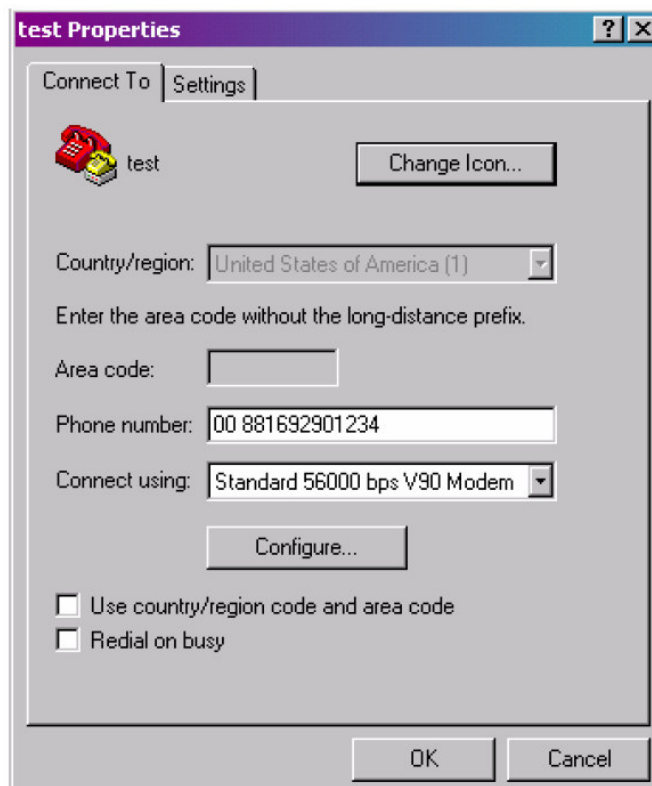 test Properties
Connect To Settings
test Change Icon...
Country/region: United States of America (1)
Enter the area code without the long-distance prefix.
Area code:
Phone number: 00 881692901234
Connect using: Standard 56000 bps V90 Modem
Configure...
Use country/region code and area code
Redial on busy
OK Cancel